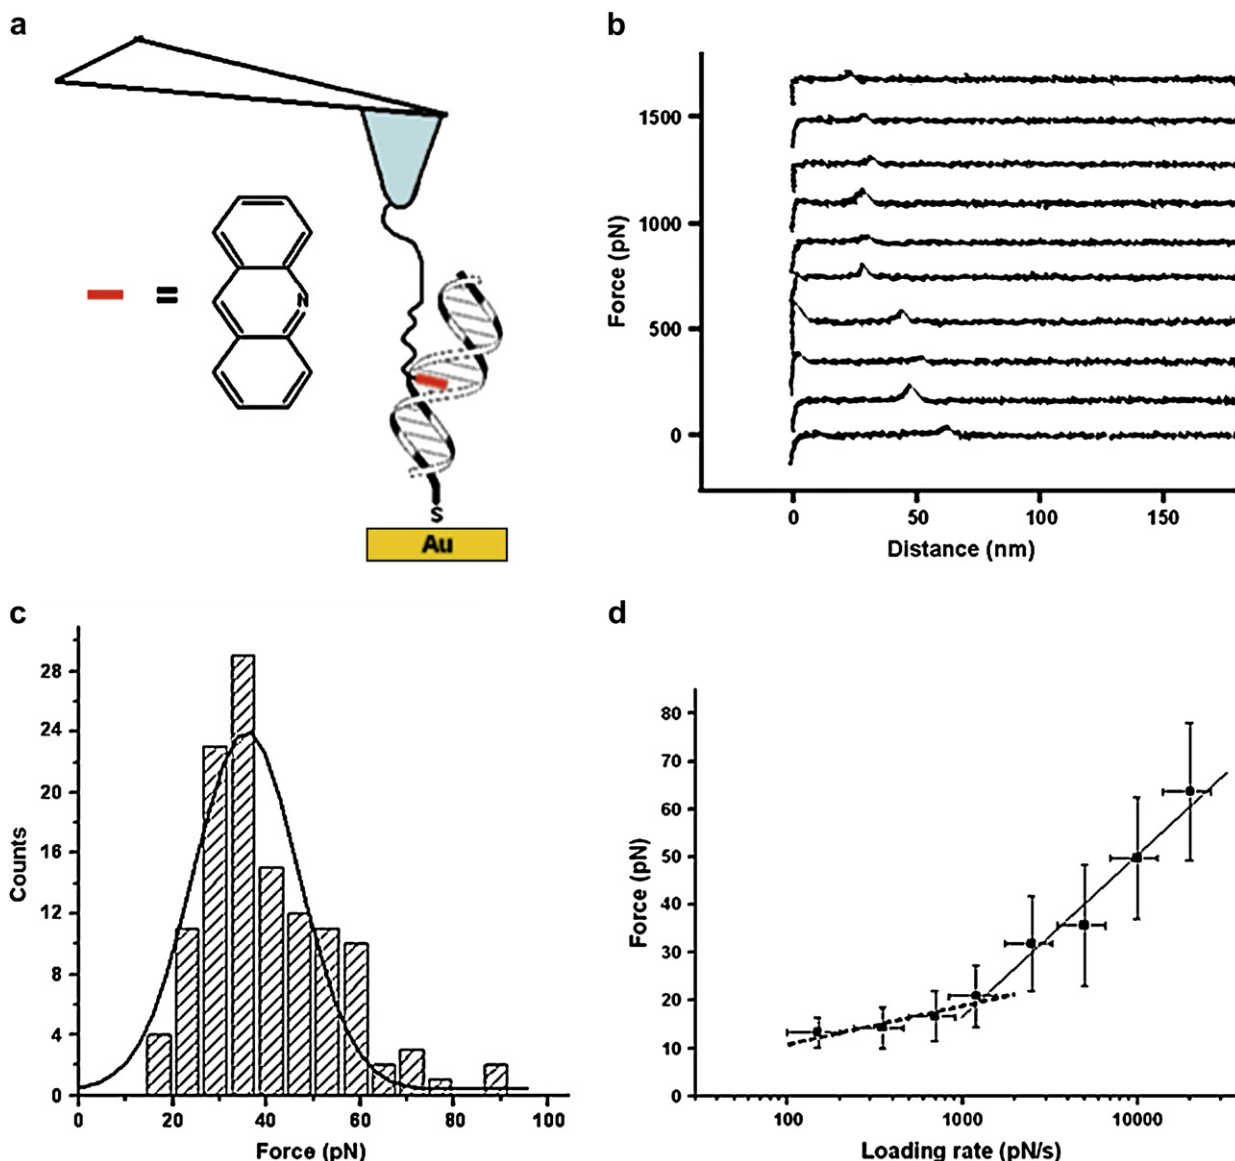 a
N
S
Au
b
1500
1000
500
0
Force (pN)
0 50 100 150
Distance (nm)
c
28
24
20
16
12
8
4
0
Counts
0 20 40 60 80 100
Force (pN)
d
80
70
60
50
40
30
20
10
0
Force (pN)
100 1000 10000
Loading rate (pN/s)